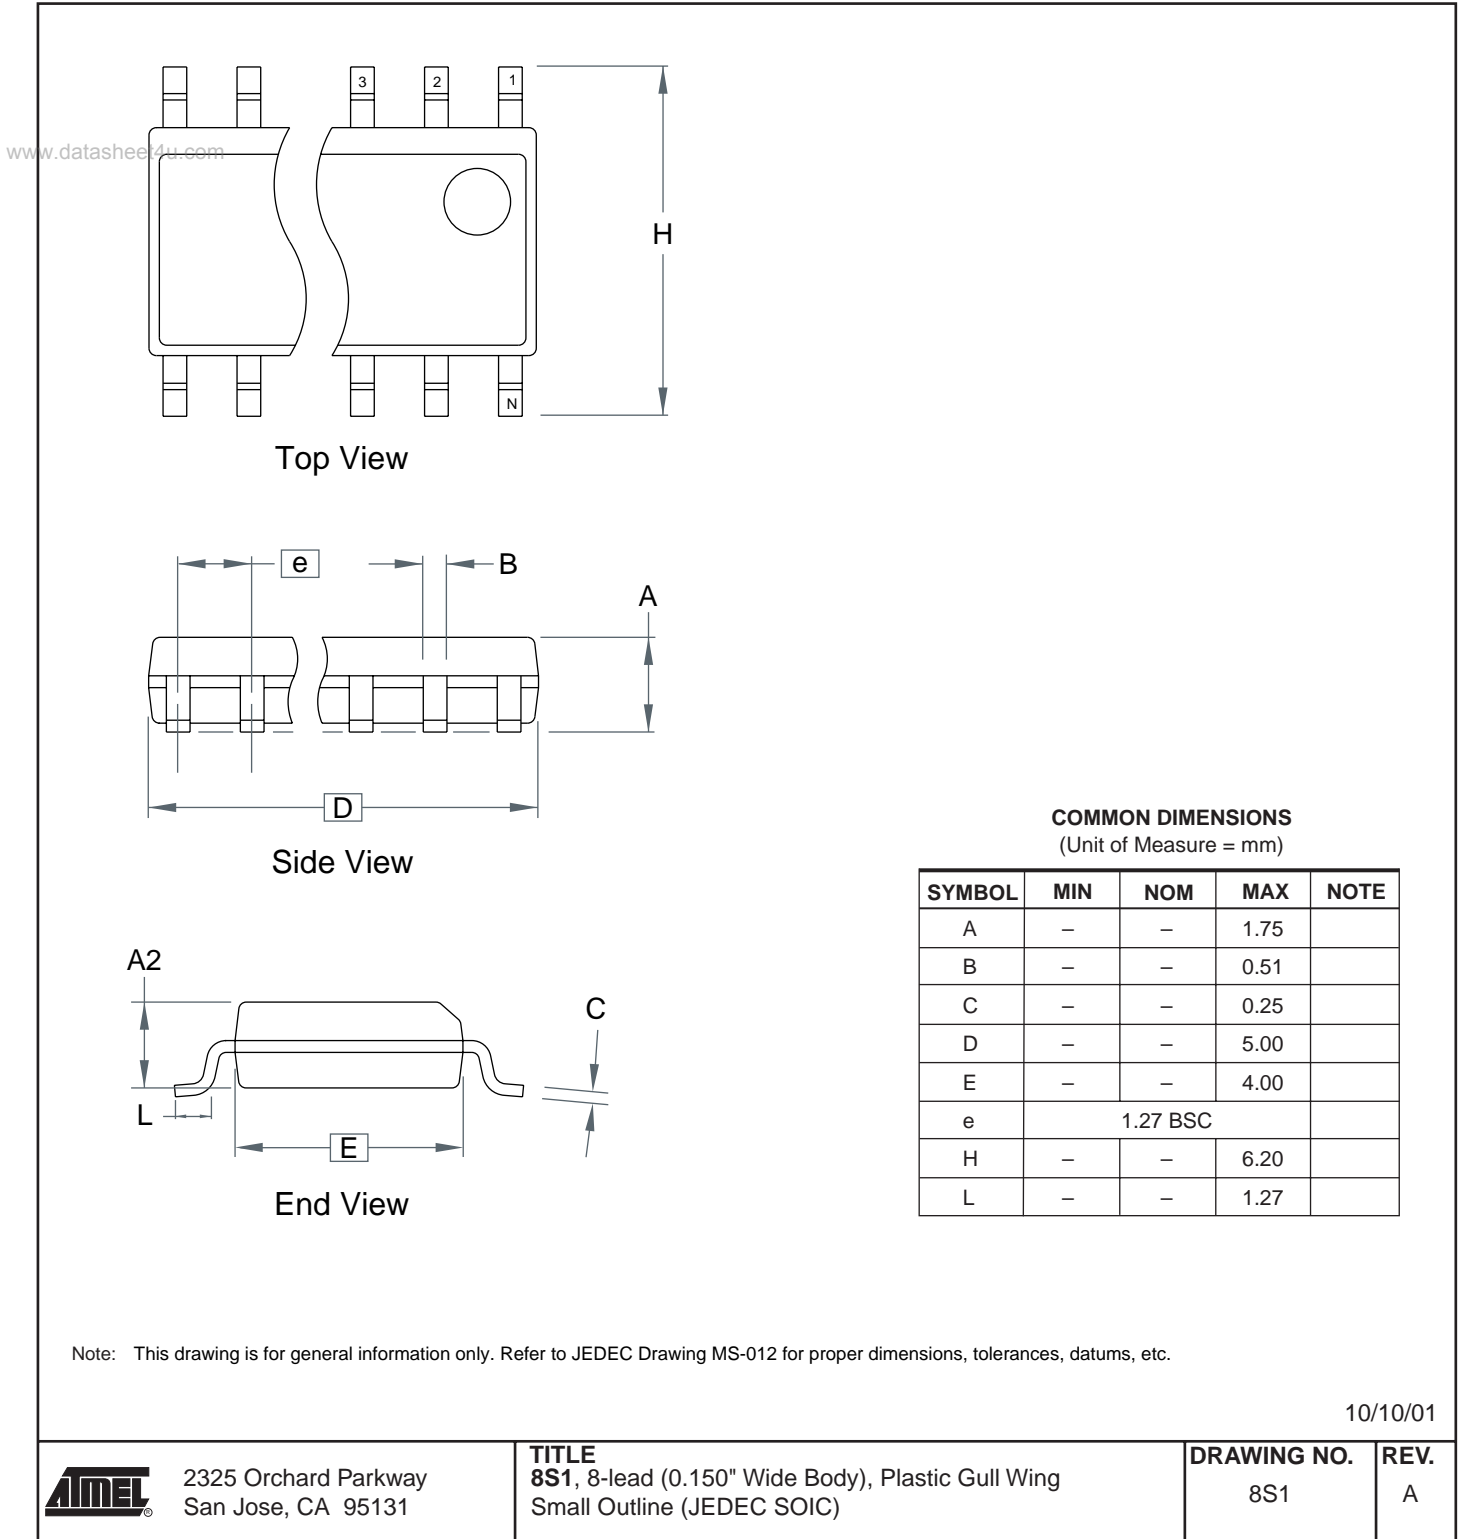 3 2 1
www.datasheet4u.com
H
N
Top View
e
B
A
D
Side View
COMMON DIMENSIONS
(Unit of Measure = mm)
SYMBOL MIN NOM MAX NOTE
A – – 1.75
B – – 0.51
C – – 0.25
D – – 5.00
E – – 4.00
e 1.27 BSC
H – – 6.20
L – – 1.27
A2
C
L
E
End View
Note: This drawing is for general information only. Refer to JEDEC Drawing MS-012 for proper dimensions, tolerances, datums, etc.
10/10/01
ATMEL®
2325 Orchard Parkway
San Jose, CA 95131
TITLE
8S1, 8-lead (0.150" Wide Body), Plastic Gull Wing
Small Outline (JEDEC SOIC)
DRAWING NO.
8S1
REV.
A